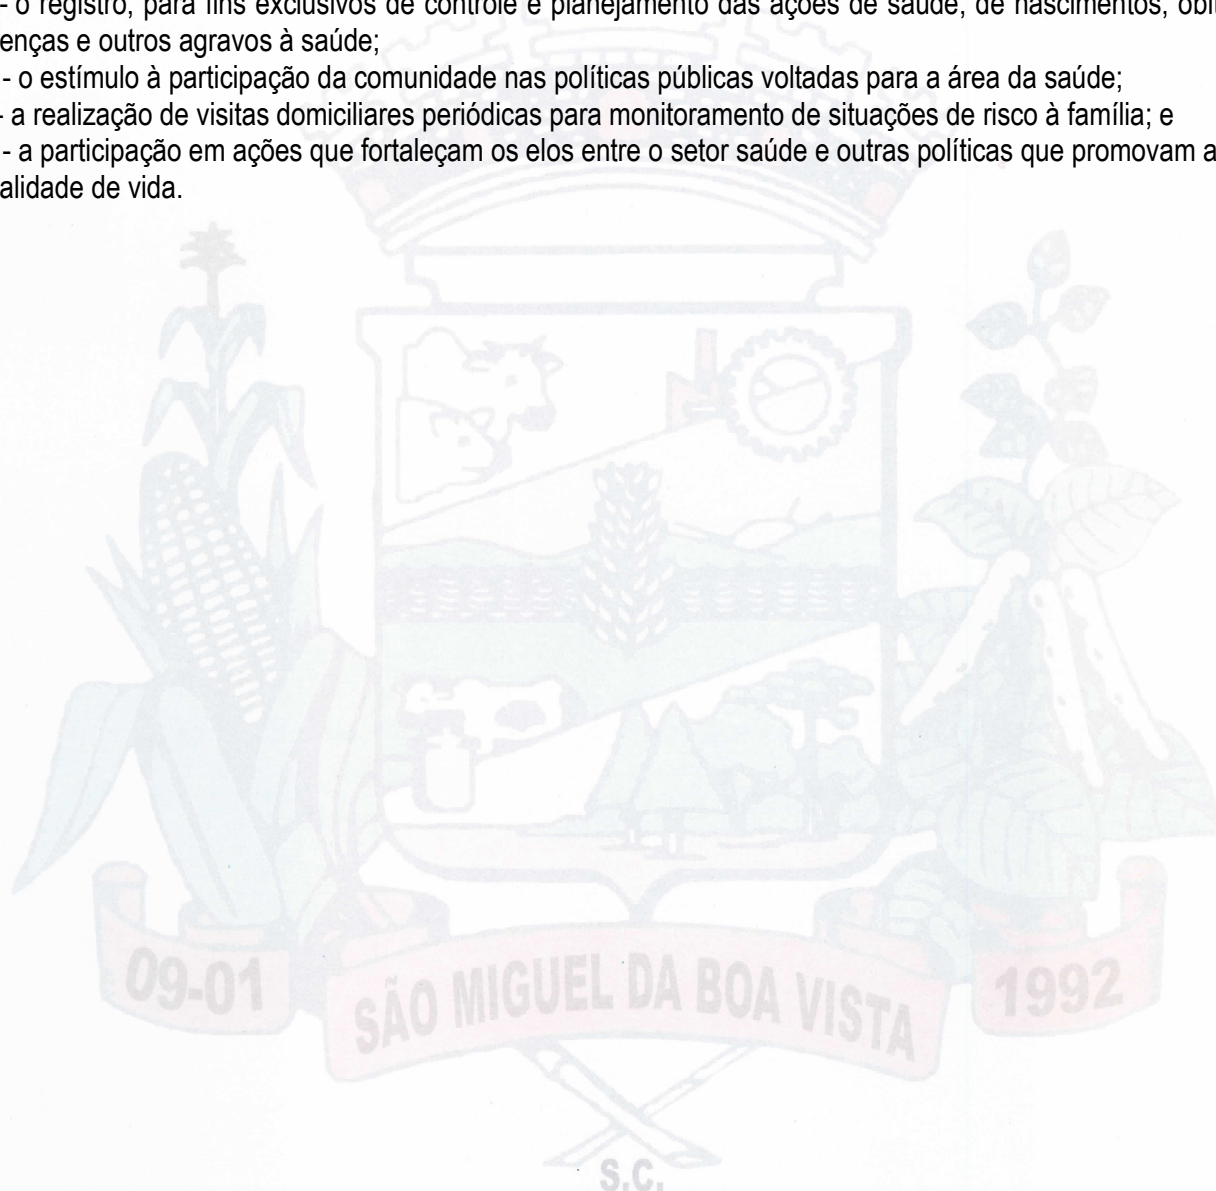 - o registro, para fins exclusivos de controle e planejamento das ações de saúde, de nascimentos, óbi
enças e outros agravos à saúde;
- o estímulo à participação da comunidade nas políticas públicas voltadas para a área da saúde;
- a realização de visitas domiciliares periódicas para monitoramento de situações de risco à família; e
- a participação em ações que fortaleçam os elos entre o setor saúde e outras políticas que promovam a
alidade de vida.
09-01
SÃO MIGUEL DA BOA VISTA
1992
S.C.